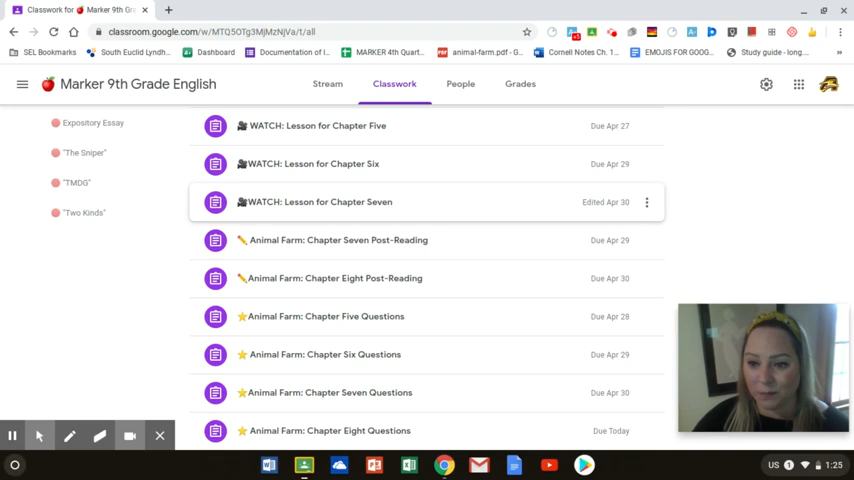 Classwork for 🍎 Marker 9th Gra
classroom.google.com/w/MTQ5OTg3MjMzNjVa/t/all
SEL Bookmarks
South Euclid Lyndh...
Dashboard
Documentation of I...
MARKER 4th Quart...
animal-farm.pdf - G...
Cornell Notes Ch. 1...
EMOJIS FOR GOOG...
Study guide - long...
»
🍎 Marker 9th Grade English
Stream
Classwork
People
Grades
Expository Essay
"The Sniper"
"TMDG"
"Two Kinds"
🎥 WATCH: Lesson for Chapter Five
Due Apr 27
🎥WATCH: Lesson for Chapter Six
Due Apr 29
🎥WATCH: Lesson for Chapter Seven
Edited Apr 30
✏️ Animal Farm: Chapter Seven Post-Reading
Due Apr 29
✏️Animal Farm: Chapter Eight Post-Reading
Due Apr 30
⭐Animal Farm: Chapter Five Questions
Due Apr 28
⭐ Animal Farm: Chapter Six Questions
Due Apr 29
⭐Animal Farm: Chapter Seven Questions
Due Apr 30
⭐ Animal Farm: Chapter Eight Questions
Due Today
US
1
1:25